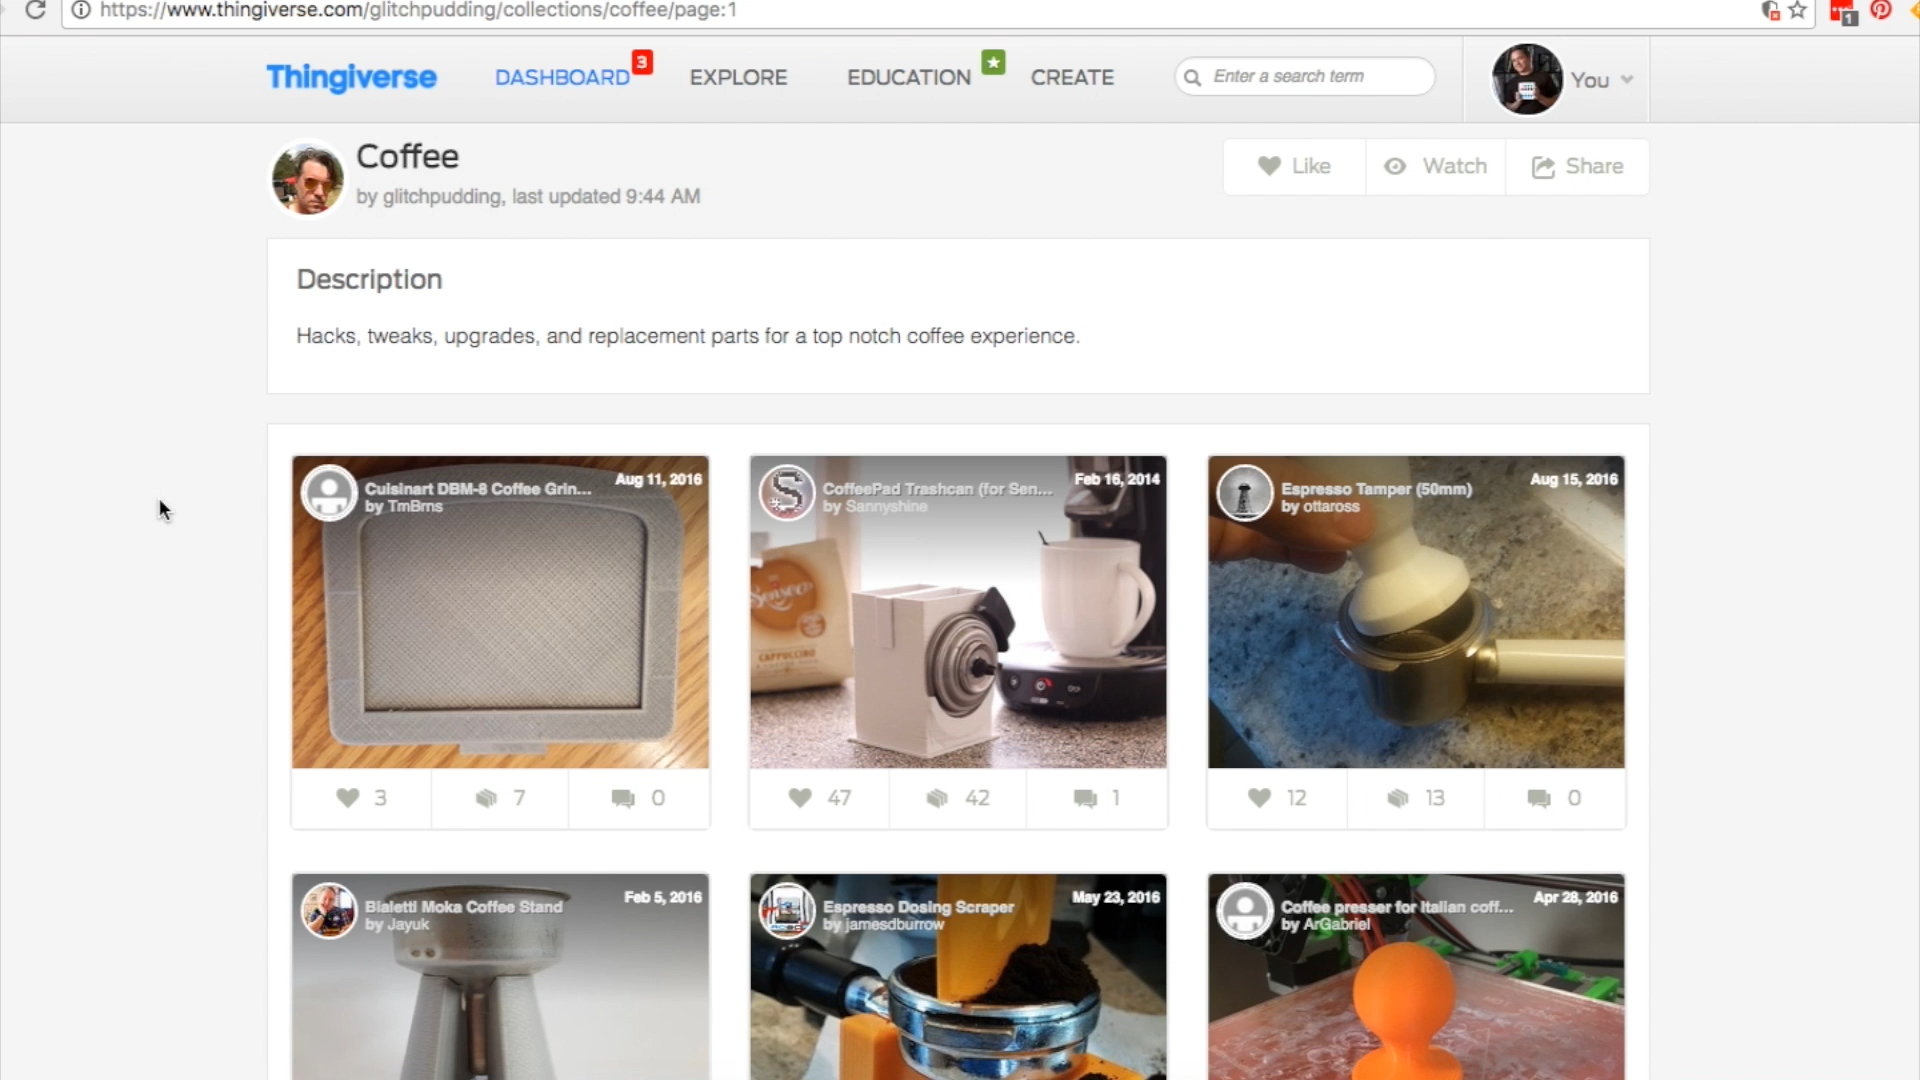 https://www.thingiverse.com/glitchpudding/collections/coffee/page:1
1
Thingiverse
DASHBOARD
3
EXPLORE
EDUCATION
CREATE
Enter a search term
You
Coffee
by glitchpudding, last updated 9:44 AM
Like
Watch
Share
Description
Hacks, tweaks, upgrades, and replacement parts for a top notch coffee experience.
Cuisinart DBM-8 Coffee Grin...
by TmBrns
Aug 11, 2016
CoffeePad Trashcan (for Sen...
by Sannyshine
Feb 16, 2014
Espresso Tamper (50mm)
by ottaross
Aug 15, 2016
Senseo
CAPPUCCINO
3
7
0
47
42
1
12
13
0
Bialetti Moka Coffee Stand
by Jayuk
Feb 5, 2016
Espresso Dosing Scraper
by jamesdburrow
May 23, 2016
Coffee presser for Italian coff...
by ArGabriel
Apr 28, 2016